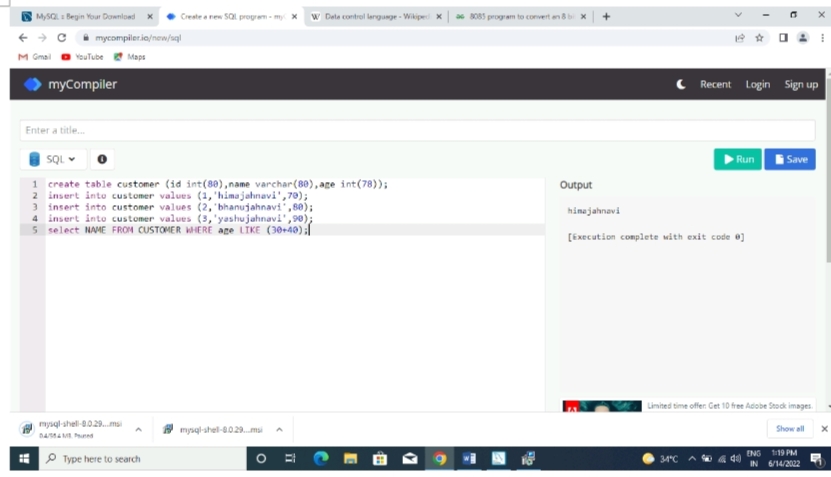 MySQL :: Begin Your Download
Create a new SQL program - my
Data control language - Wikiped
8085 program to convert an 8 bi
mycompiler.io/new/sql
Gmail YouTube Maps
myCompiler
Recent Login Sign up
Enter a title...
SQL
Run Save
1 create table customer (id int(80),name varchar(80),age int(78));
2 insert into customer values (1,'himajahnavi',70);
3 insert into customer values (2,'bhanujahnavi',80);
4 insert into customer values (3,'yashujahnavi',90);
5 select NAME FROM CUSTOMER WHERE age LIKE (30+40);
Output
himajahnavi
[Execution complete with exit code 0]
Limited time offer: Get 10 free Adobe Stock images.
mysql-shell-8.0.29....msi
Paused
mysql-shell-8.0.29....msi
Show all
Type here to search
34°C
ENG
IN
1:19 PM
6/14/2022